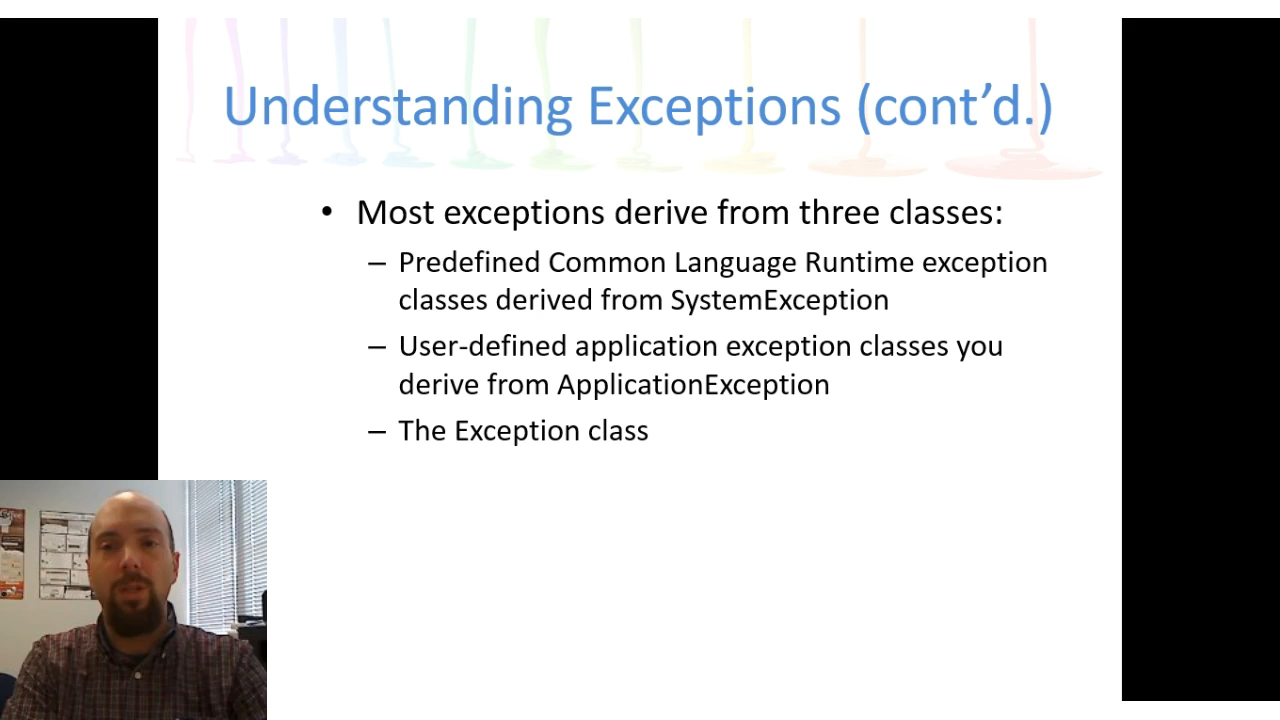 Understanding Exceptions (cont’d.)
• Most exceptions derive from three classes:
– Predefined Common Language Runtime exception
classes derived from SystemException
– User-defined application exception classes you
derive from ApplicationException
– The Exception class